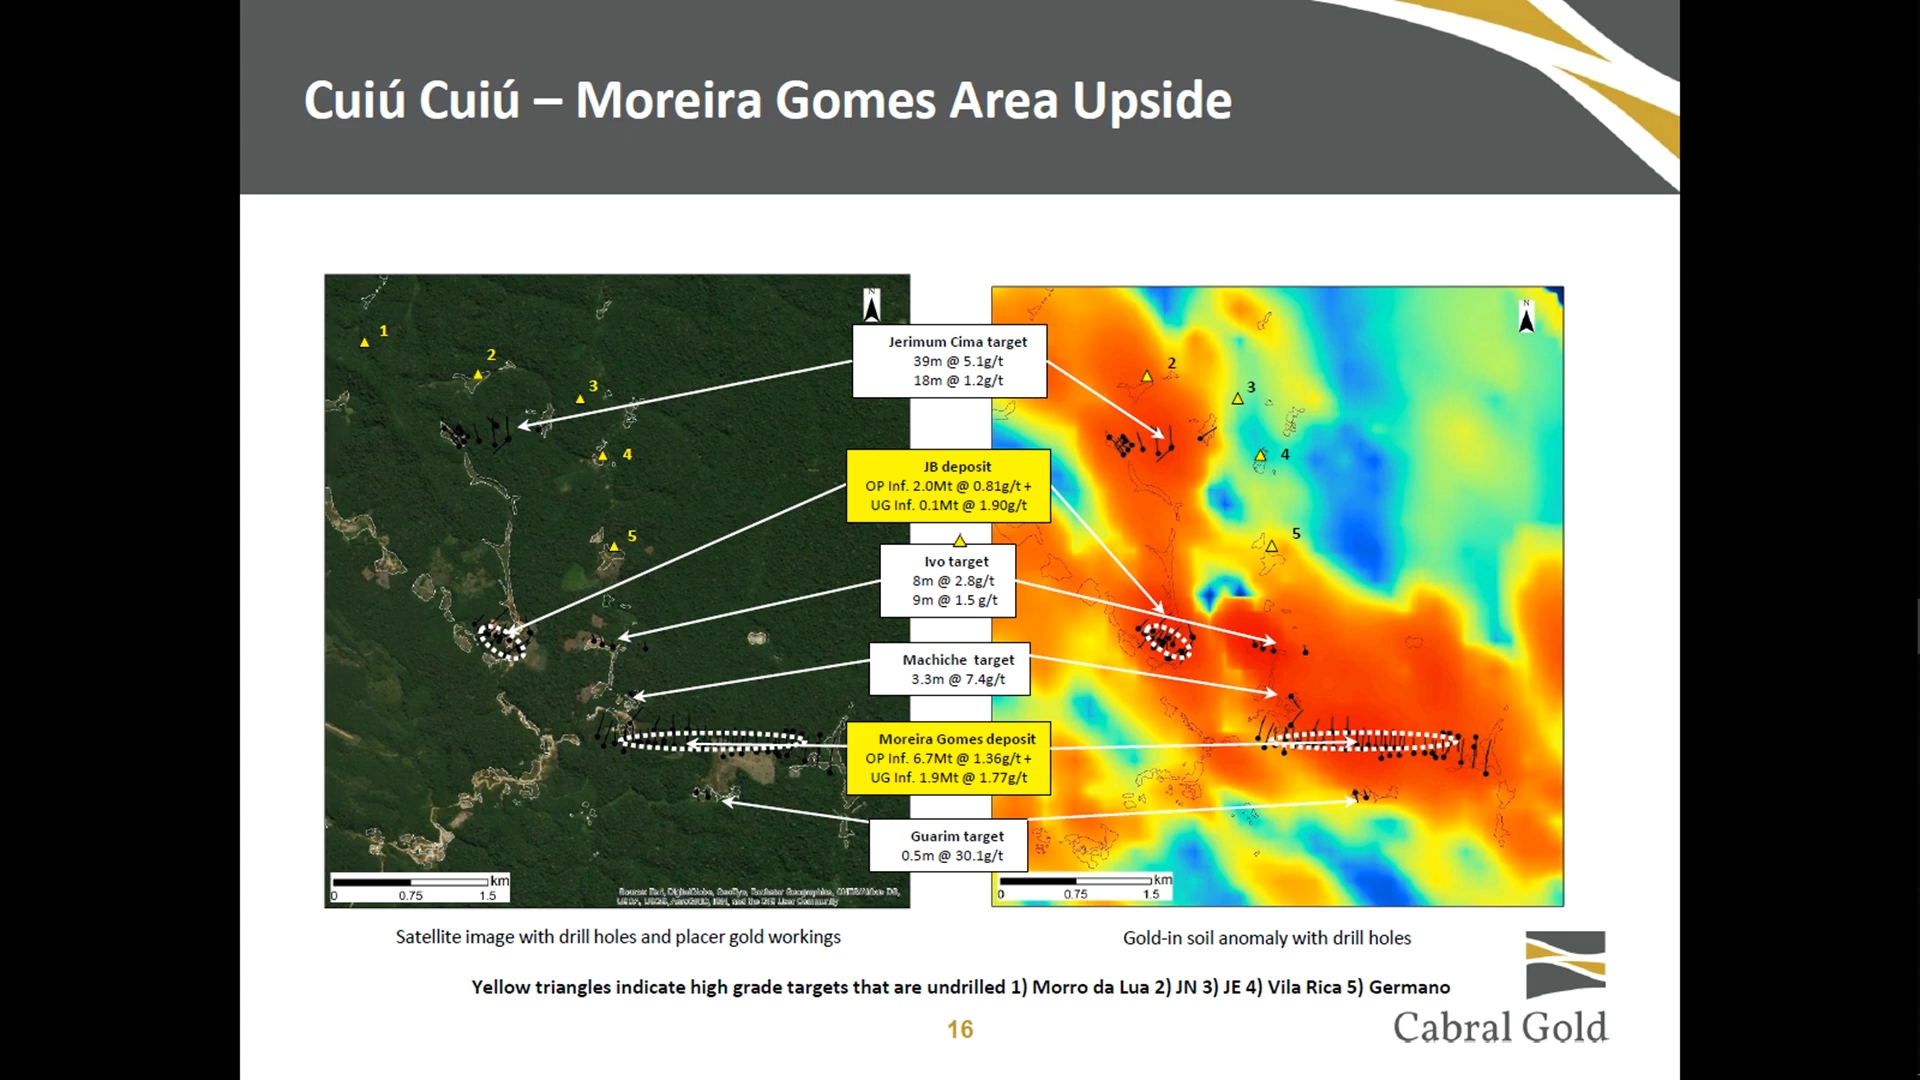 Cuiú Cuiú – Moreira Gomes Area Upside
1
2
3
4
5
N
km
0 0.75 1.5
Jerimum Cima target
39m @ 5.1g/t
18m @ 1.2g/t
JB deposit
OP Inf. 2.0Mt @ 0.81g/t +
UG Inf. 0.1Mt @ 1.90g/t
Ivo target
8m @ 2.8g/t
9m @ 1.5 g/t
Machiche target
3.3m @ 7.4g/t
Moreira Gomes deposit
OP Inf. 6.7Mt @ 1.36g/t +
UG Inf. 1.9Mt @ 1.77g/t
Guarim target
0.5m @ 30.1g/t
N
2
3
4
5
km
0 0.75 1.5
Satellite image with drill holes and placer gold workings
Gold-in soil anomaly with drill holes
Yellow triangles indicate high grade targets that are undrilled 1) Morro da Lua 2) JN 3) JE 4) Vila Rica 5) Germano
16
Cabral Gold